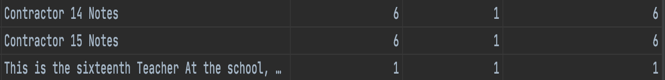 Contractor 14 Notes 6 1 6
Contractor 15 Notes 6 1 6
This is the sixteenth Teacher At the school, … 1 1 1